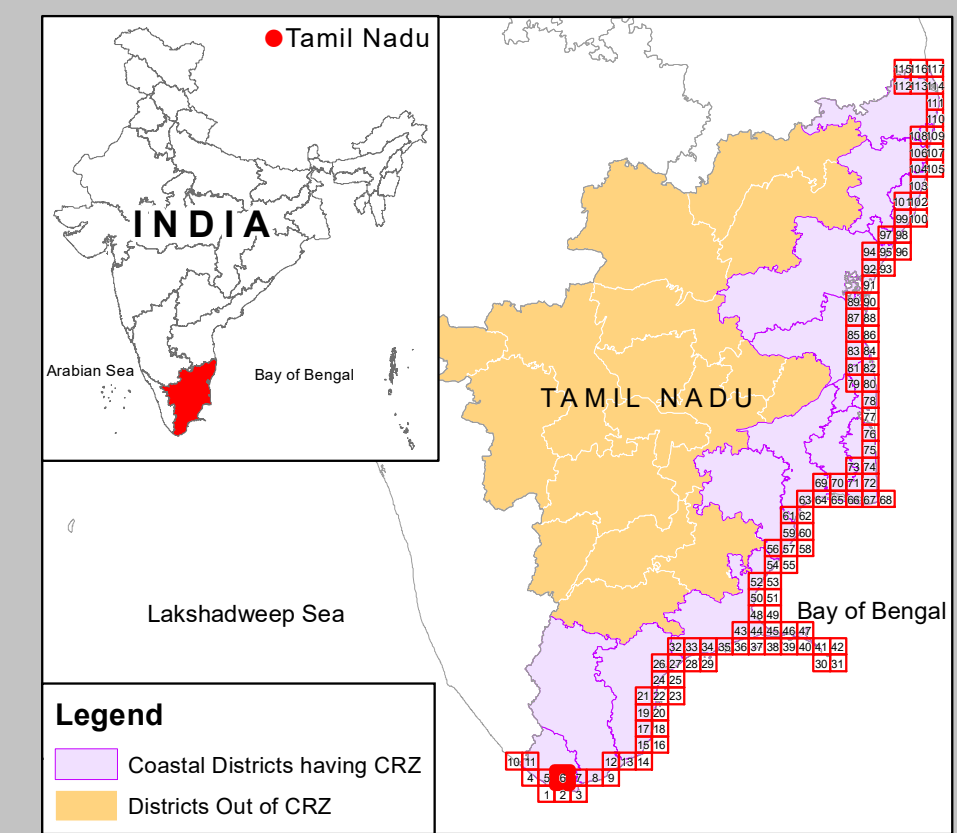 Tamil Nadu
INDIA
Arabian Sea
Bay of Bengal
TAMIL NADU
115 116 117
112 113 114
111
110
108 109
106 107
104 105
103
101 102
99 100
97 98
94 95 96
92 93
91
89 90
87 88
85 86
83 84
81 82
79 80
78
77
76
75
73 74
69 70 71 72
63 64 65 66 67 68
61 62
59 60
56 57 58
54 55
52 53
50 51
48 49
Bay of Bengal
43 44 45 46 47
32 33 34 35 36 37 38 39 40 41 42
26 27 28 29 30 31
24 25
21 22 23
19 20
17 18
15 16
10 11 12 13 14
4 5 6 7 8 9
1 2 3
Lakshadweep Sea
Legend
Coastal Districts having CRZ
Districts Out of CRZ